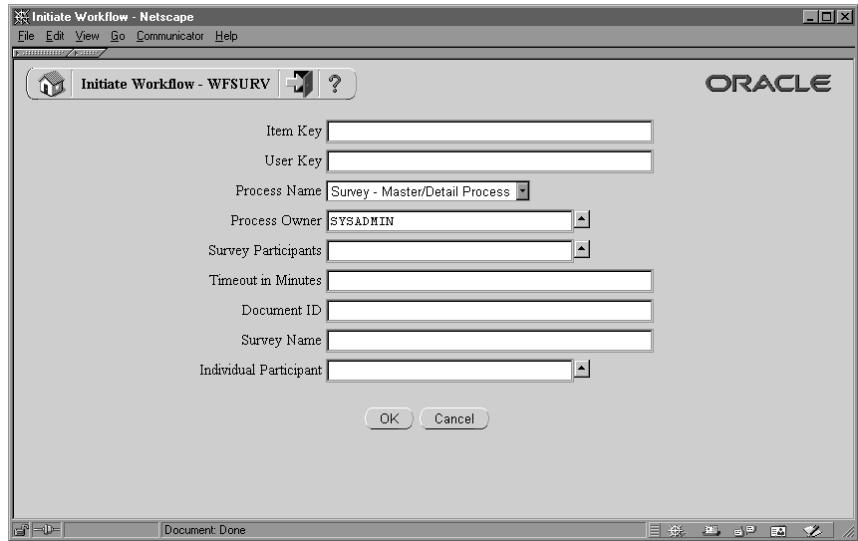 Initiate Workflow - Netscape
File Edit View Go Communicator Help
Initiate Workflow - WFSURV ?
ORACLE
Item Key
User Key
Process Name Survey - Master/Detail Process
Process Owner SYSADMIN
Survey Participants
Timeout in Minutes
Document ID
Survey Name
Individual Participant
OK Cancel
Document: Done